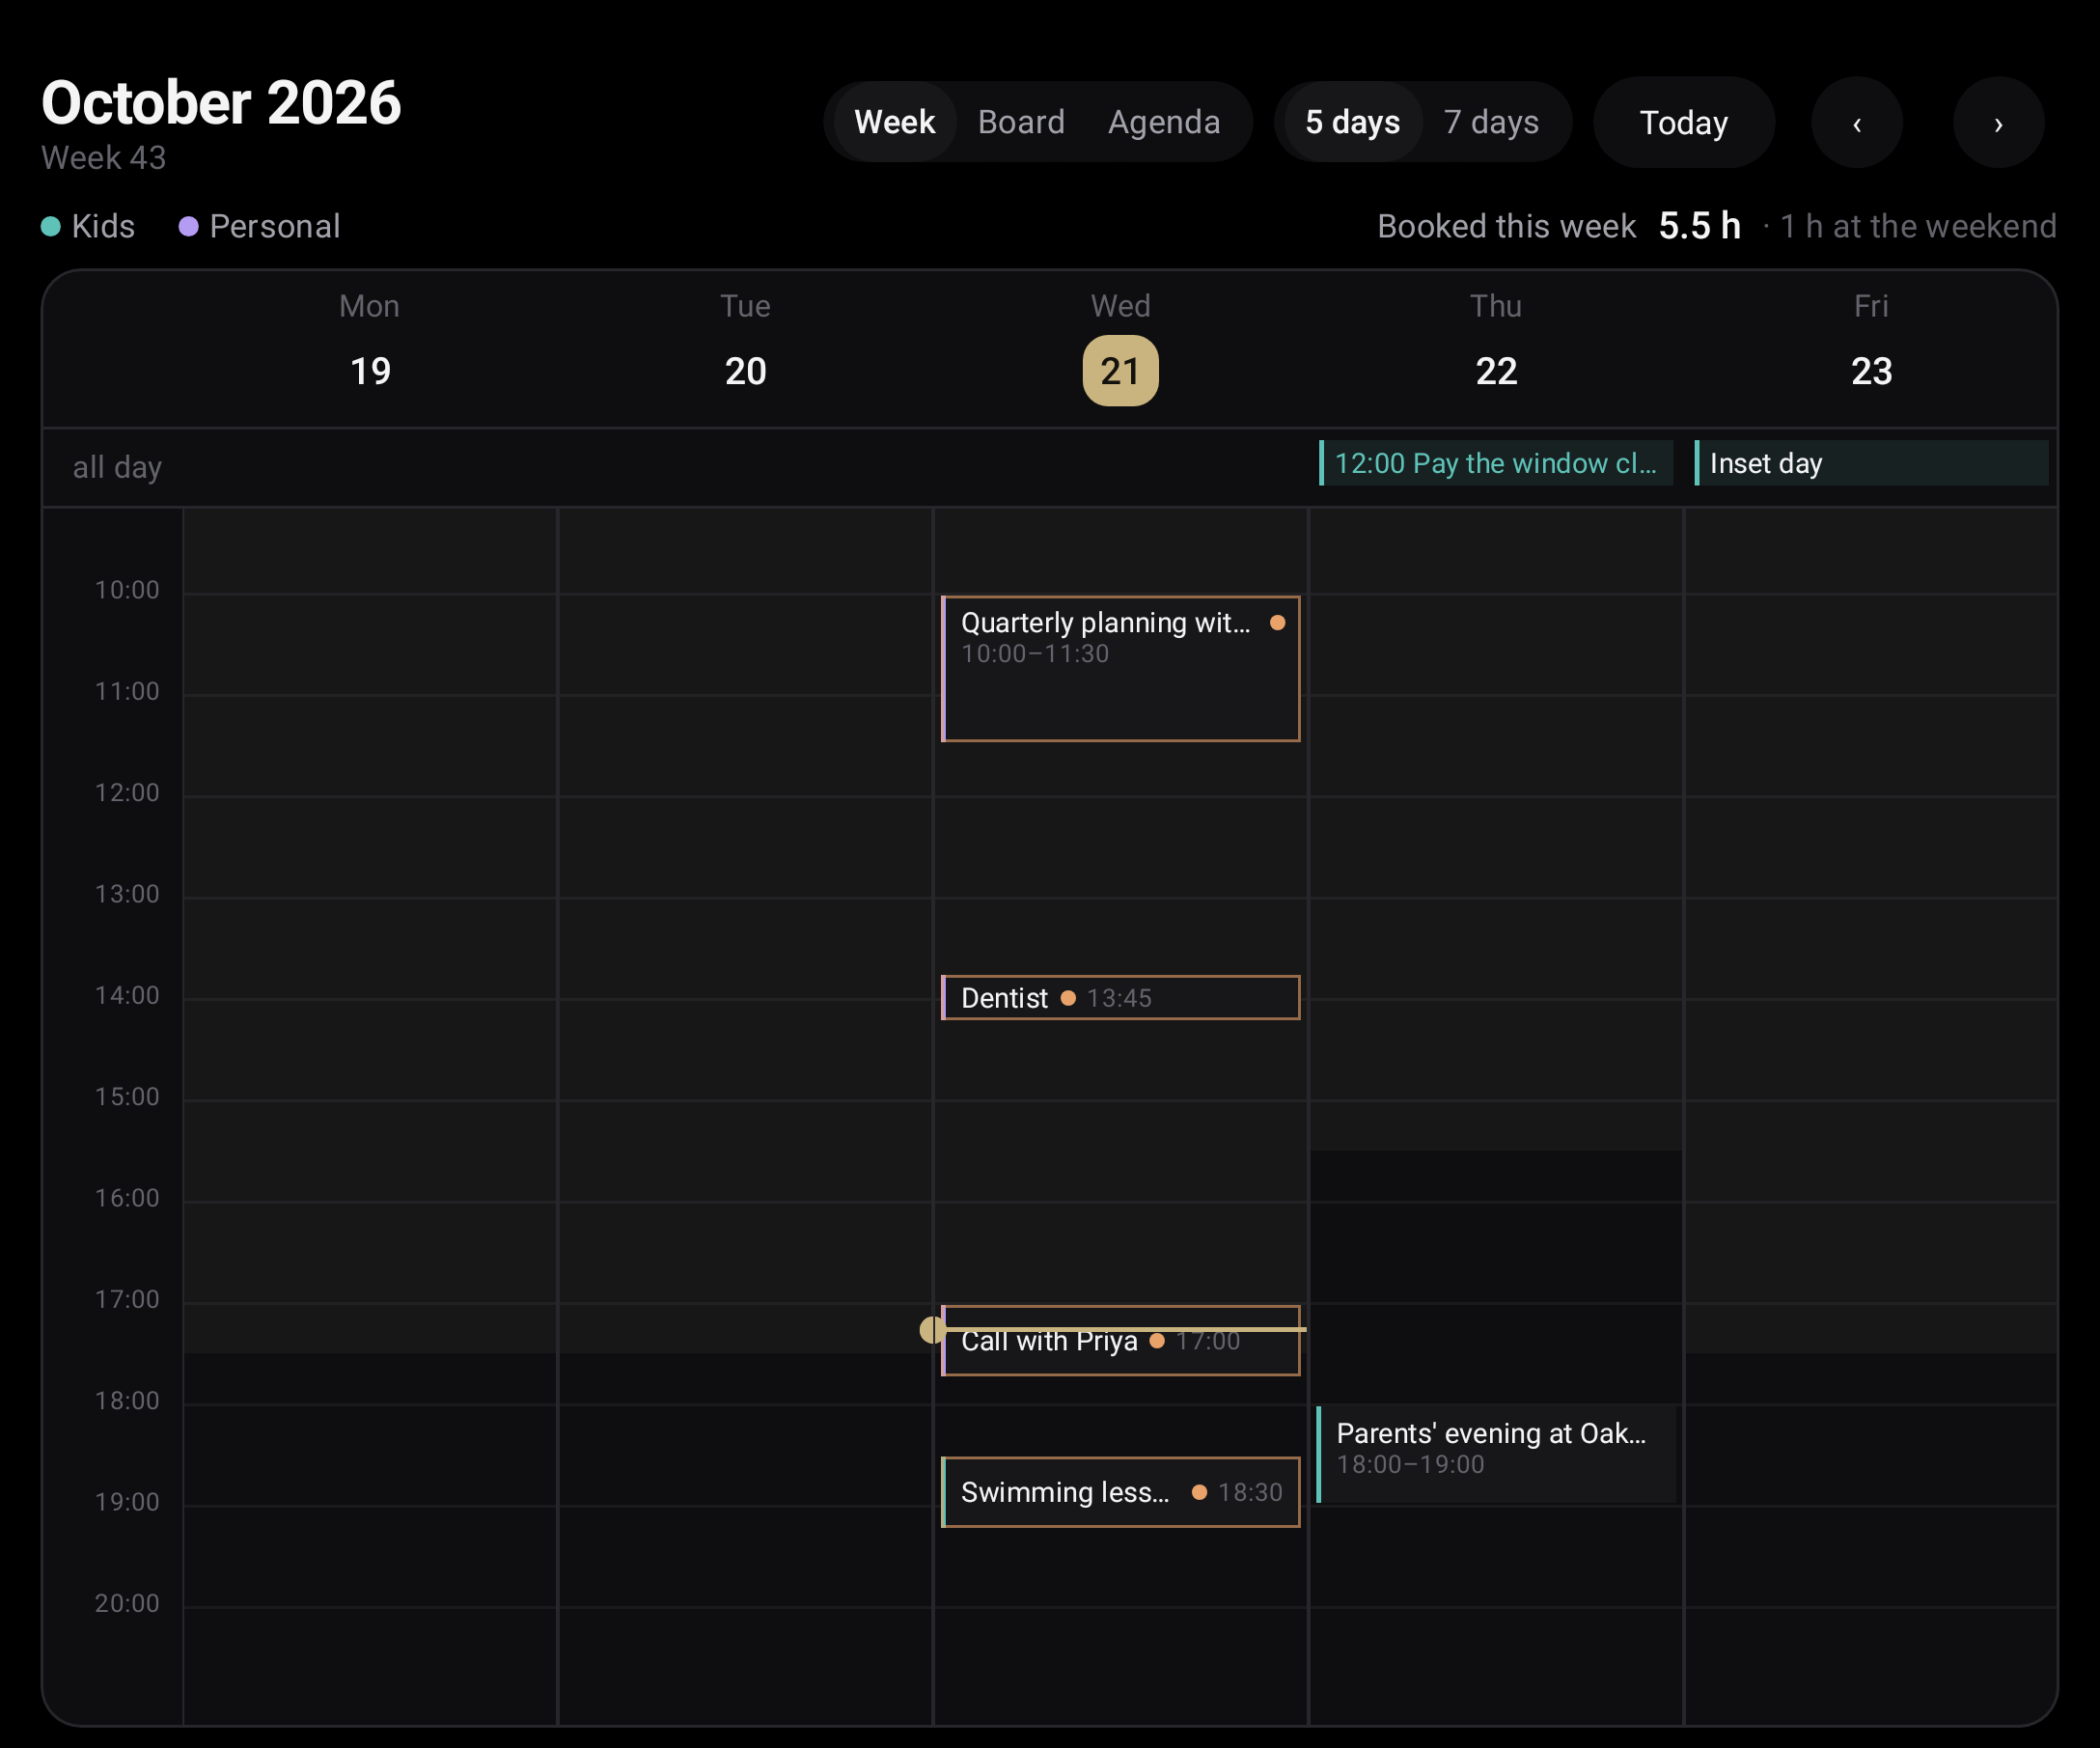 October 2026
Week 43
Week Board Agenda
5 days 7 days
Today
‹ ›
Kids Personal
Booked this week 5.5 h · 1 h at the weekend
Mon Tue Wed Thu Fri
19 20 21 22 23
all day
12:00 Pay the window cl…
Inset day
10:00
Quarterly planning wit…
10:00–11:30
11:00
12:00
13:00
14:00
Dentist 13:45
15:00
16:00
17:00
Call with Priya 17:00
18:00
Parents' evening at Oak…
18:00–19:00
Swimming less… 18:30
19:00
20:00